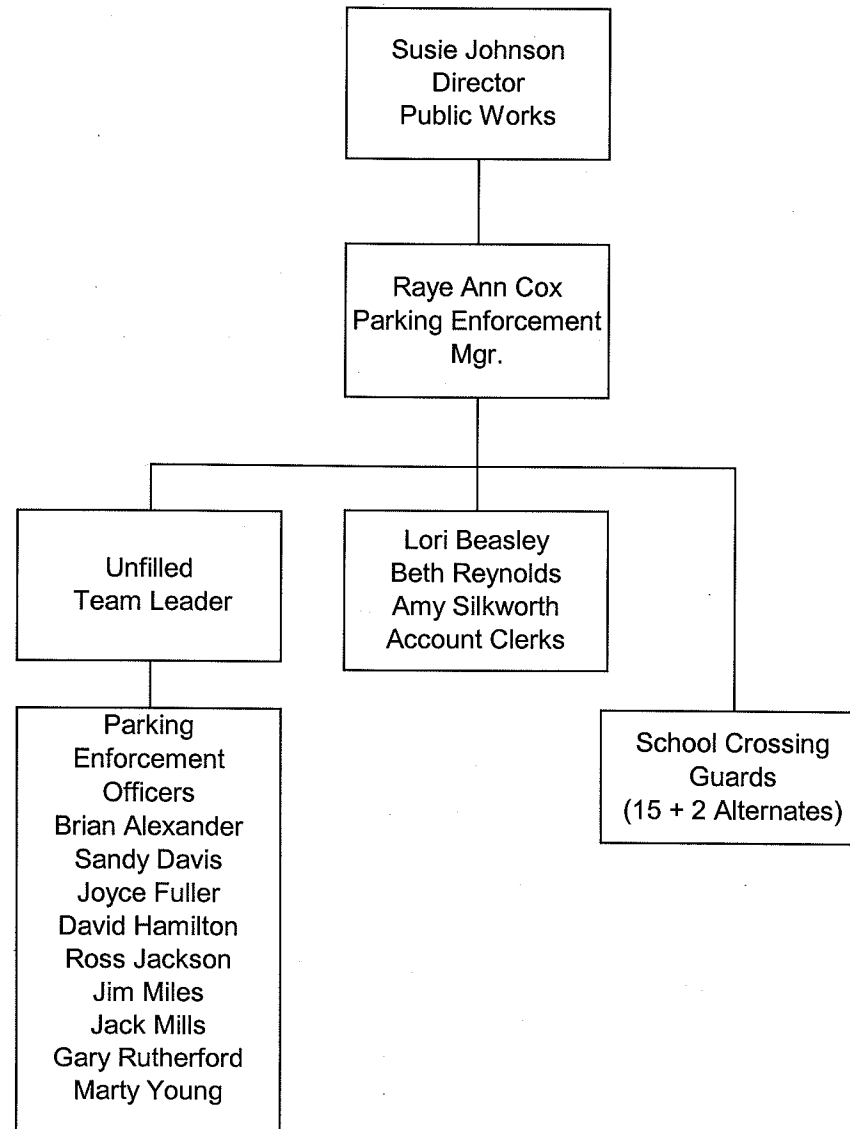 Susie Johnson
Director
Public Works
Raye Ann Cox
Parking Enforcement
Mgr.
Unfilled
Team Leader
Lori Beasley
Beth Reynolds
Amy Silkworth
Account Clerks
Parking
Enforcement
Officers
Brian Alexander
Sandy Davis
Joyce Fuller
David Hamilton
Ross Jackson
Jim Miles
Jack Mills
Gary Rutherford
Marty Young
School Crossing
Guards
(15 + 2 Alternates)